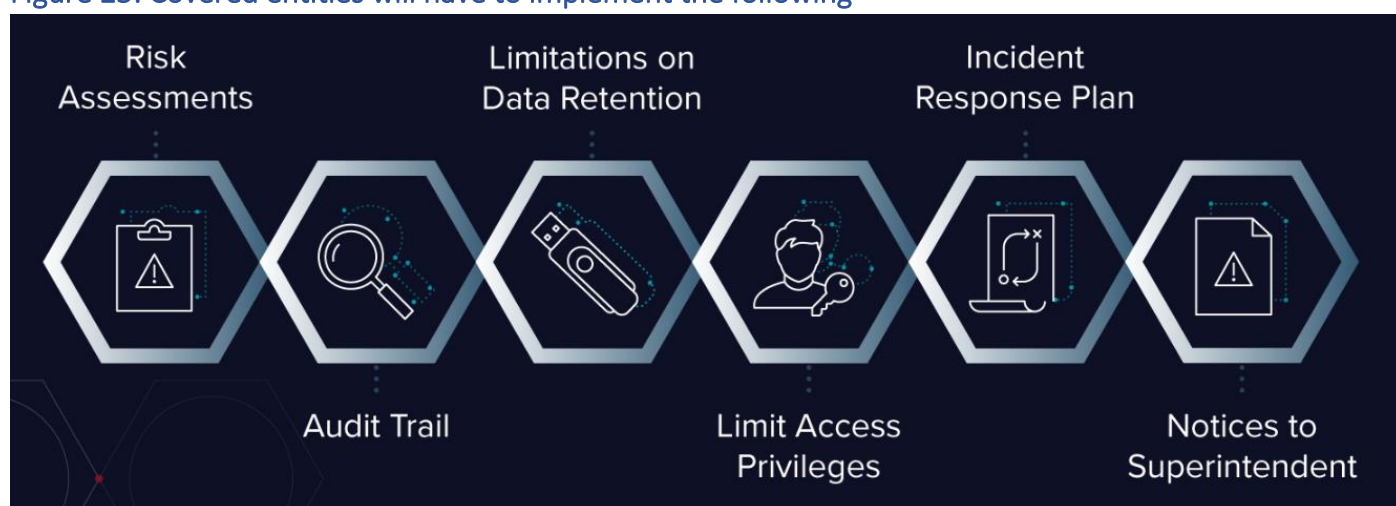 Figure Covered entities will have to implement the following
Risk
Assessments
Limitations on
Data Retention
Incident
Response Plan
Audit Trail
Limit Access
Privileges
Notices to
Superintendent